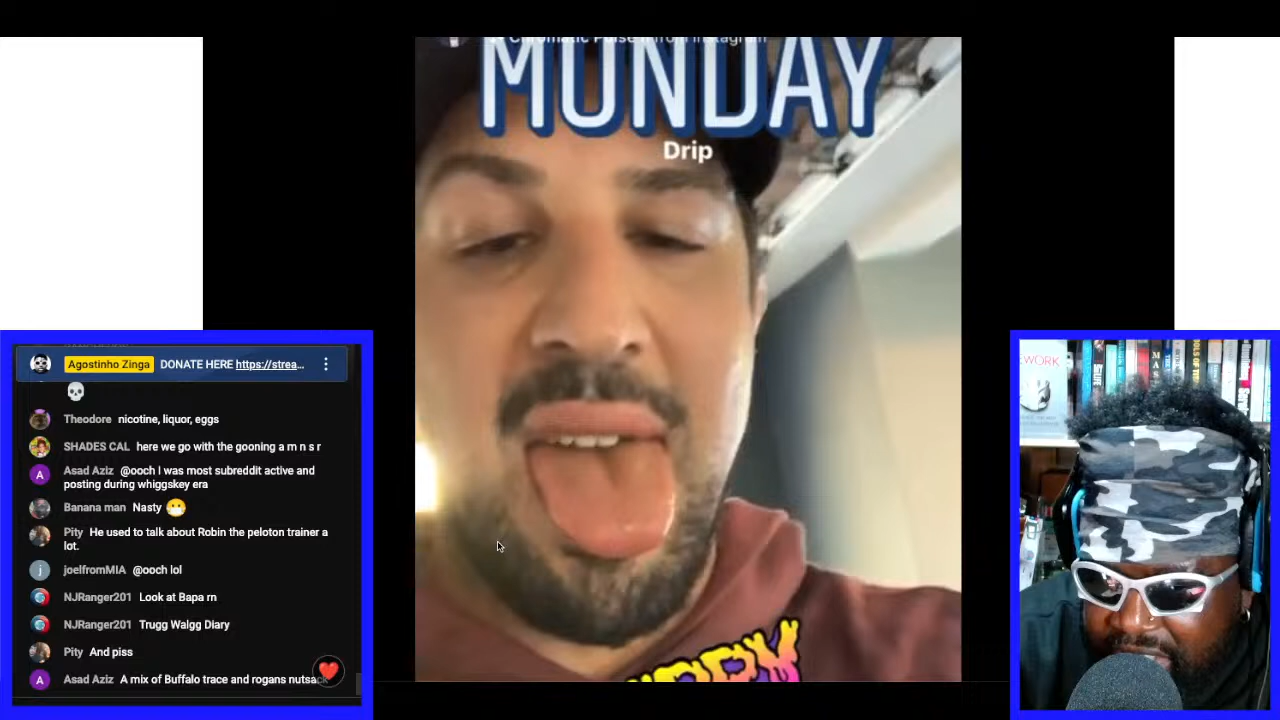 MONDAY
Drip
Agostinho Zinga DONATE HERE https://strea...
Theodore nicotine, liquor, eggs
SHADES CAL here we go with the gooning a m n s r
A Asad Aziz @ooch I was most subreddit active and
posting during whiggskey era
Banana man Nasty
Pity He used to talk about Robin the peloton trainer a
lot.
j joelfromMIA @ooch lol
NJRanger201 Look at Bapa rn
NJRanger201 Trugg Walgg Diary
Pity And piss
A Asad Aziz A mix of Buffalo trace and rogans
WORK